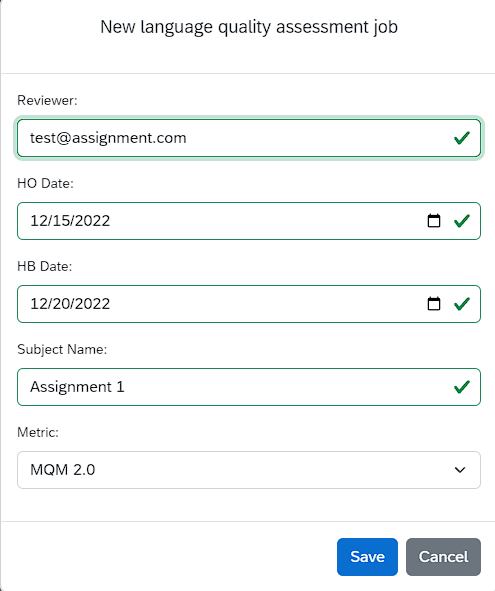 New language quality assessment job
Reviewer:
test@assignment.com
HO Date:
12/15/2022
HB Date:
12/20/2022
Subject Name:
Assignment 1
Metric:
MQM 2.0
Save Cancel